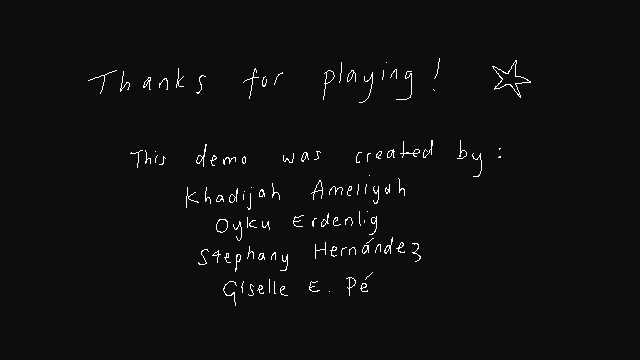 Thanks for playing!
This demo was created by:
Khadijah Ameliyah
Oyku Erdenlig
Stephany Hernández
Giselle E. Pé